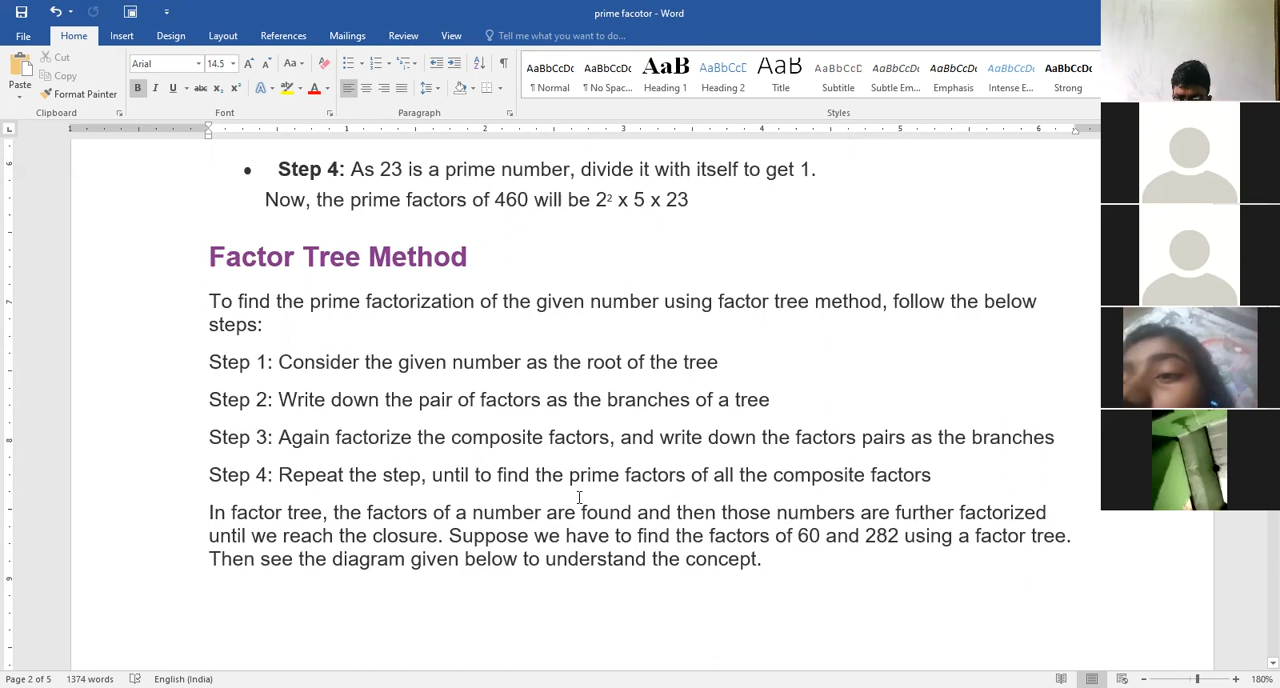 prime facotor - Word
File Home Insert Design Layout References Mailings Review View Tell me what you want to do...
Cut
Copy
Paste Format Painter
Arial 14.5
Clipboard Font Paragraph Styles
AaBbCcDc AaBbCcDc AaB AaBbCcD AaB AaBbCcD AaBbCcDc AaBbCcDc AaBbCcDc AaBbCcDc
¶ Normal ¶ No Spac... Heading 1 Heading 2 Title Subtitle Subtle Em... Emphasis Intense E... Strong
1 1 2 3 4 5 6
• Step 4: As 23 is a prime number, divide it with itself to get 1.
Now, the prime factors of 460 will be 2² x 5 x 23
Factor Tree Method
To find the prime factorization of the given number using factor tree method, follow the below
steps:
Step 1: Consider the given number as the root of the tree
Step 2: Write down the pair of factors as the branches of a tree
Step 3: Again factorize the composite factors, and write down the factors pairs as the branches
Step 4: Repeat the step, until to find the prime factors of all the composite factors
In factor tree, the factors of a number are found and then those numbers are further factorized
until we reach the closure. Suppose we have to find the factors of 60 and 282 using a factor tree.
Then see the diagram given below to understand the concept.
Page 2 of 5 1374 words English (India) 180%